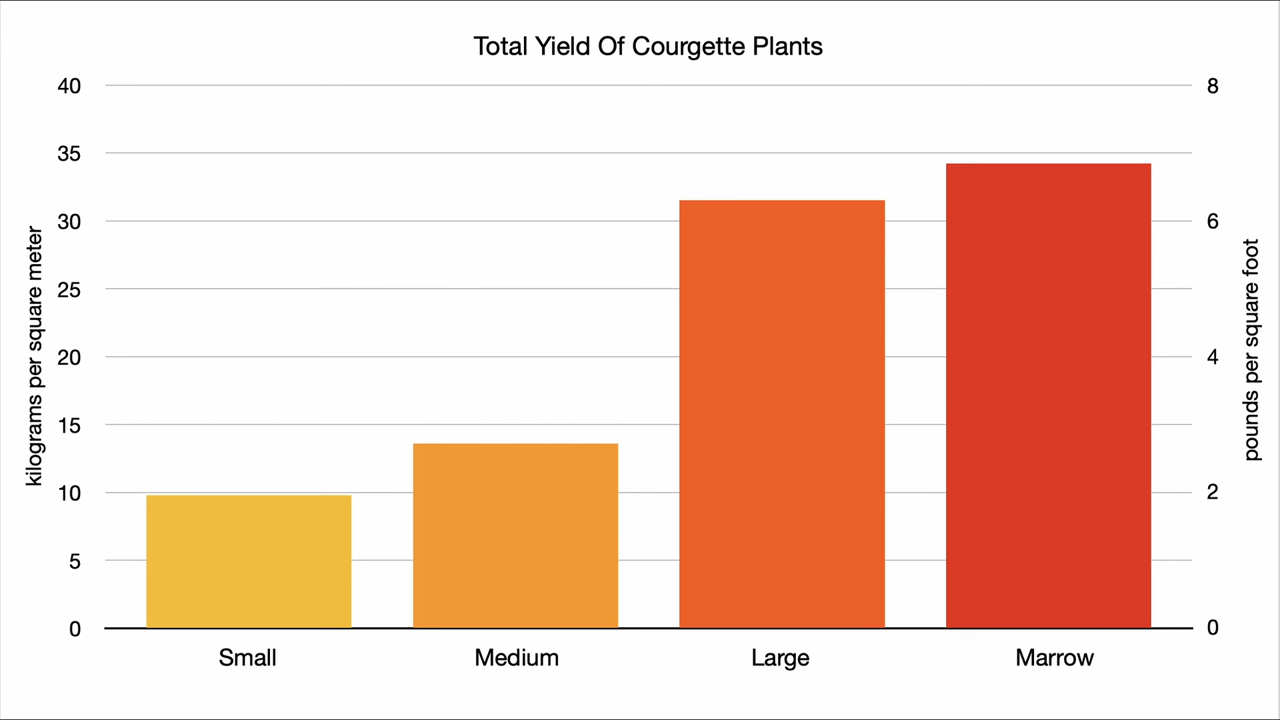 Total Yield Of Courgette Plants
kilograms per square meter
40
35
30
25
20
15
10
5
0
8
6
4
2
0
pounds per square foot
Small
Medium
Large
Marrow